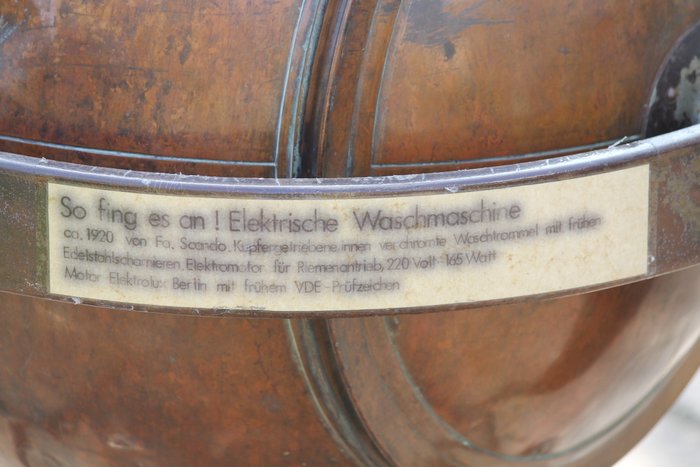 So fing es an ! Elektrische Waschmaschine
ca. 1920 von Fa. Scando. Kupfergetriebene, innen verchromte Waschtrommel mit frühen
Edelstahlscharnieren. Elektromotor für Riemenantrieb, 220 Volt - 165 Watt
Motor Elektrolux Berlin mit frühem VDE-Prüfzeichen